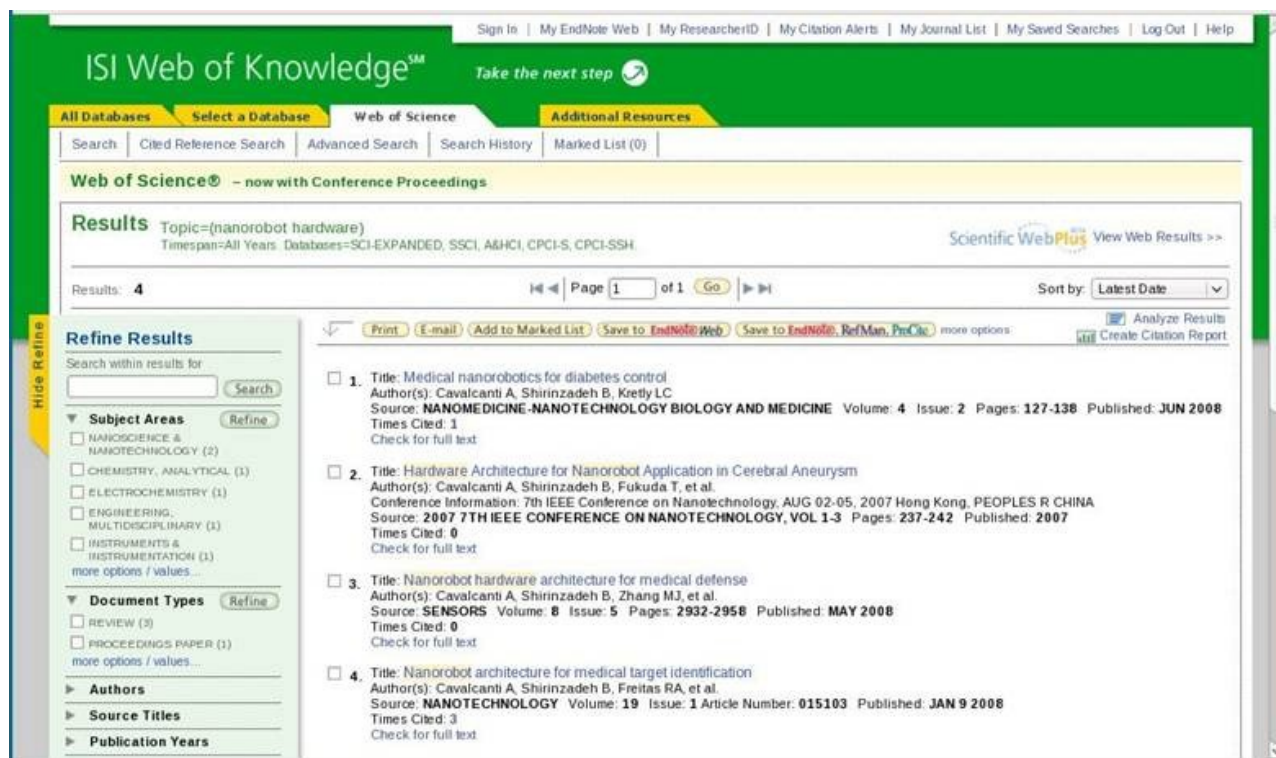 Sign In | My EndNote Web | My ResearcherID | My Citation Alerts | My Journal List | My Saved Searches | Log Out | Help
ISI Web of Knowledge℠ Take the next step
All Databases Select a Database Web of Science Additional Resources
Search | Cited Reference Search | Advanced Search | Search History | Marked List (0)
Web of Science® – now with Conference Proceedings
Results Topic=(nanorobot hardware)
Timespan=All Years. Databases=SCI-EXPANDED, SSCI, A&HCI, CPCI-S, CPCI-SSH.
Scientific WebPlus View Web Results >>
Results: 4
Page 1 of 1 Go
Sort by: Latest Date
Hide Refine
Refine Results
Search within results for
Search
Subject Areas Refine
NANOSCIENCE &
NANOTECHNOLOGY (2)
CHEMISTRY, ANALYTICAL (1)
ELECTROCHEMISTRY (1)
ENGINEERING,
MULTIDISCIPLINARY (1)
INSTRUMENTS &
INSTRUMENTATION (1)
more options / values...
Document Types Refine
REVIEW (3)
PROCEEDINGS PAPER (1)
more options / values...
Authors
Source Titles
Publication Years
Print E-mail Add to Marked List Save to EndNote Web Save to EndNote, RefMan, ProCite more options
Analyze Results
Create Citation Report
1. Title: Medical nanorobotics for diabetes control
Author(s): Cavalcanti A, Shirinzadeh B, Kretly LC
Source: NANOMEDICINE-NANOTECHNOLOGY BIOLOGY AND MEDICINE Volume: 4 Issue: 2 Pages: 127-138 Published: JUN 2008
Times Cited: 1
Check for full text
2. Title: Hardware Architecture for Nanorobot Application in Cerebral Aneurysm
Author(s): Cavalcanti A, Shirinzadeh B, Fukuda T, et al.
Conference Information: 7th IEEE Conference on Nanotechnology, AUG 02-05, 2007 Hong Kong, PEOPLES R CHINA
Source: 2007 7TH IEEE CONFERENCE ON NANOTECHNOLOGY, VOL 1-3 Pages: 237-242 Published: 2007
Times Cited: 0
Check for full text
3. Title: Nanorobot hardware architecture for medical defense
Author(s): Cavalcanti A, Shirinzadeh B, Zhang MJ, et al.
Source: SENSORS Volume: 8 Issue: 5 Pages: 2932-2958 Published: MAY 2008
Times Cited: 0
Check for full text
4. Title: Nanorobot architecture for medical target identification
Author(s): Cavalcanti A, Shirinzadeh B, Freitas RA, et al.
Source: NANOTECHNOLOGY Volume: 19 Issue: 1 Article Number: 015103 Published: JAN 9 2008
Times Cited: 3
Check for full text